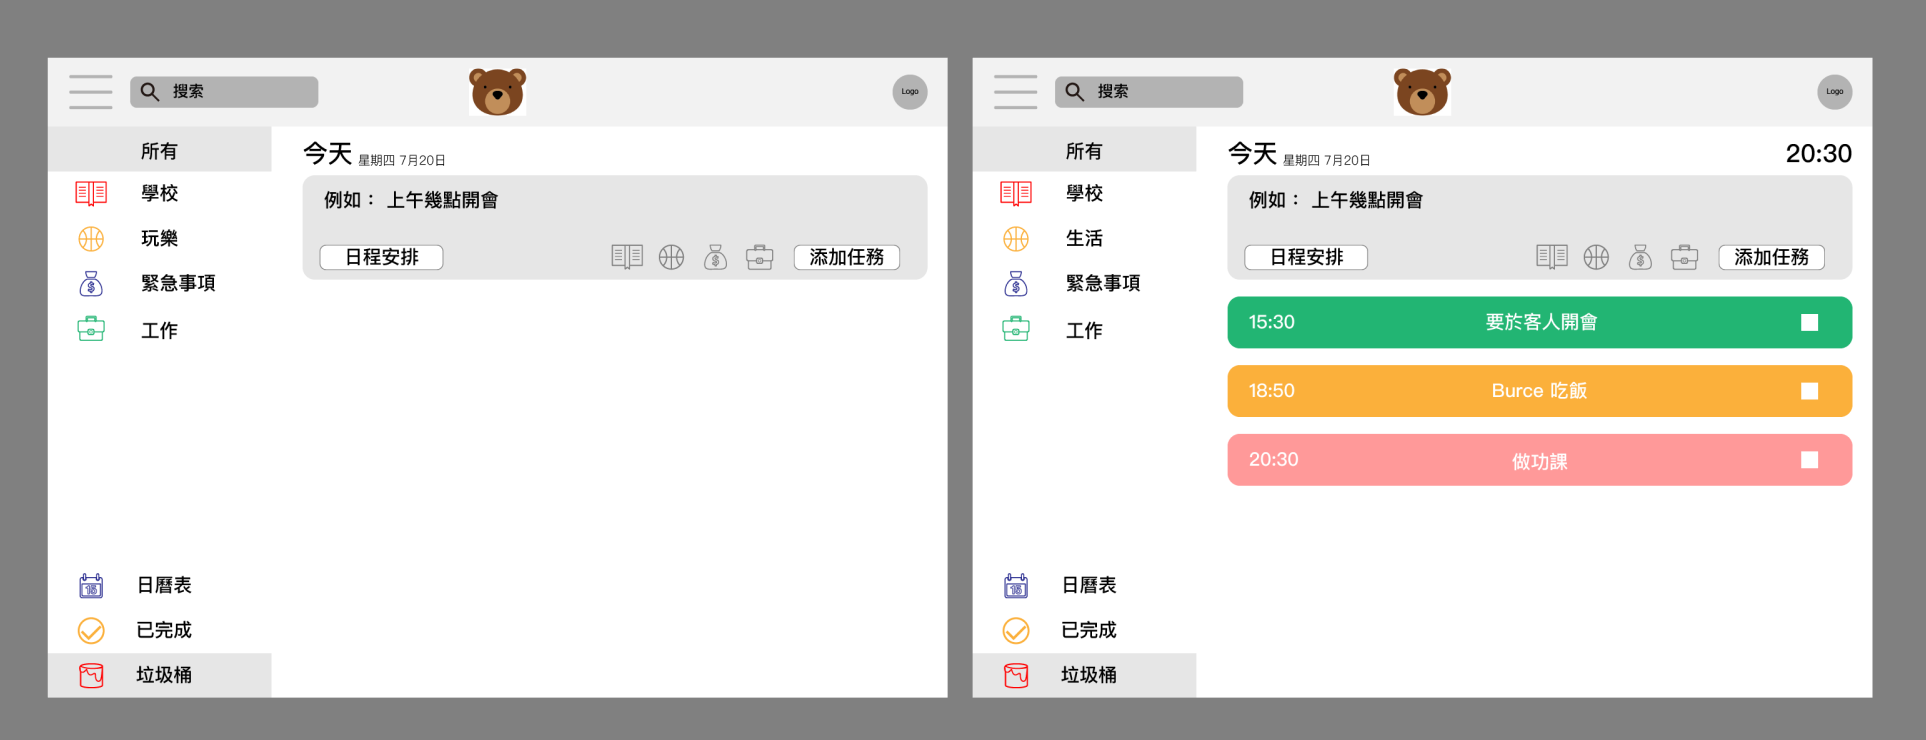 搜索
Logo
所有
學校
玩樂
緊急事項
工作
日曆表
已完成
垃圾桶
今天 星期四 7月20日
例如： 上午幾點開會
日程安排
添加任務
搜索
Logo
所有
學校
生活
緊急事項
工作
日曆表
已完成
垃圾桶
今天 星期四 7月20日
20:30
例如： 上午幾點開會
日程安排
添加任務
15:30 要於客人開會
18:50 Burce 吃飯
20:30 做功課